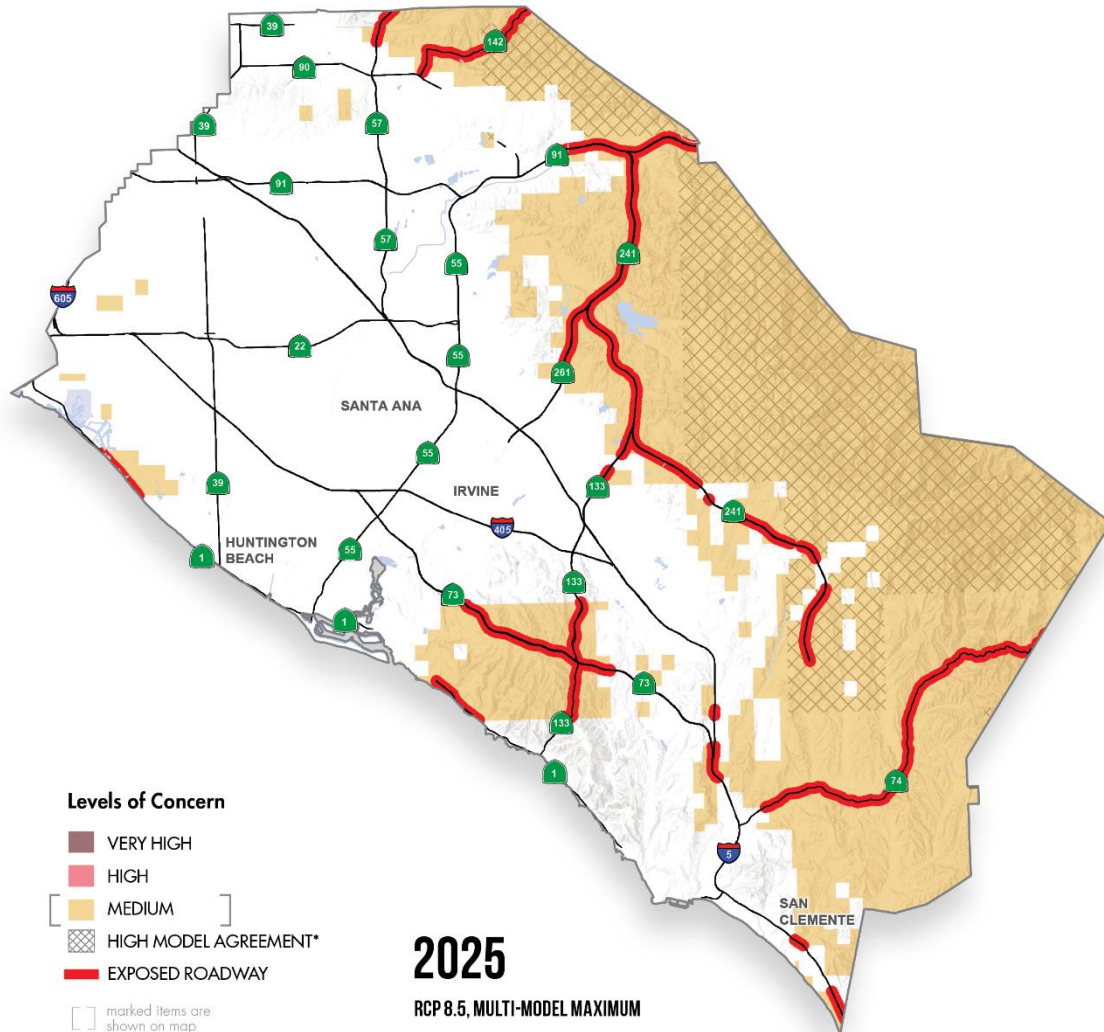 39
142
90
39
57
91
91
57
55
241
605
22
55
261
SANTA ANA
55
39
133
IRVINE
241
405
HUNTINGTON
BEACH
1
55
133
73
1
73
133
1
74
5
SAN
CLEMENTE
Levels of Concern
VERY HIGH
HIGH
MEDIUM
HIGH MODEL AGREEMENT*
EXPOSED ROADWAY
marked items are
shown on map
2025
RCP 8.5, MULTI-MODEL MAXIMUM